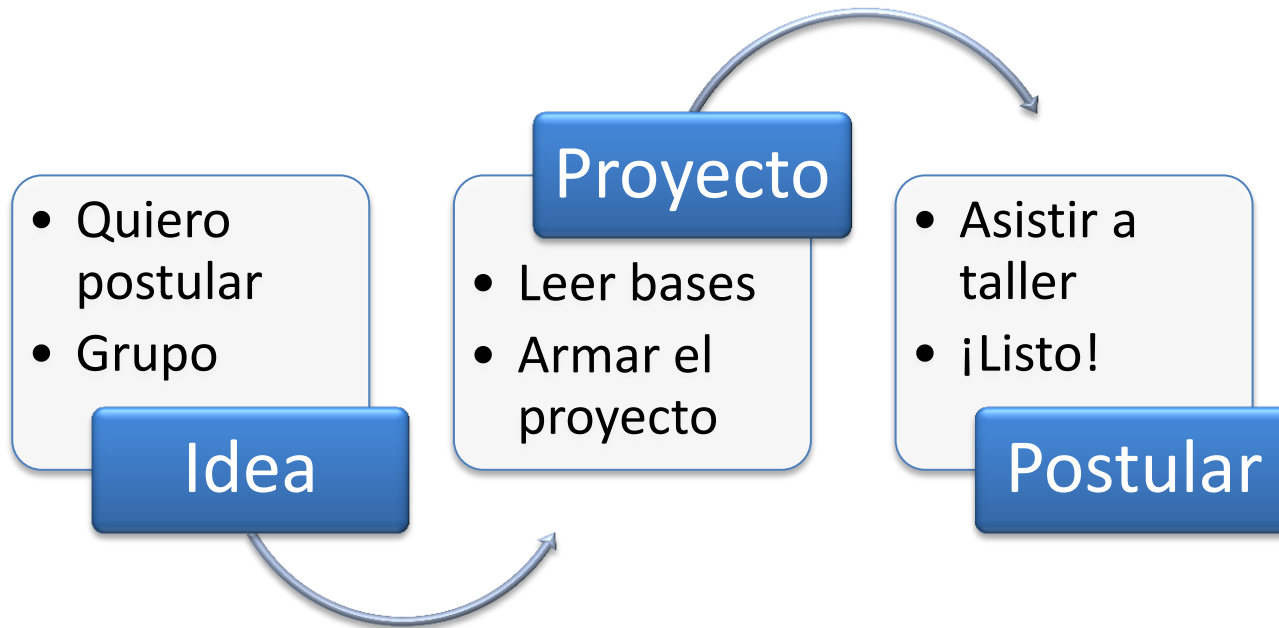 • Quiero
postular
• Grupo
Idea
Proyecto
• Leer bases
• Armar el
proyecto
• Asistir a
taller
• ¡Listo!
Postular